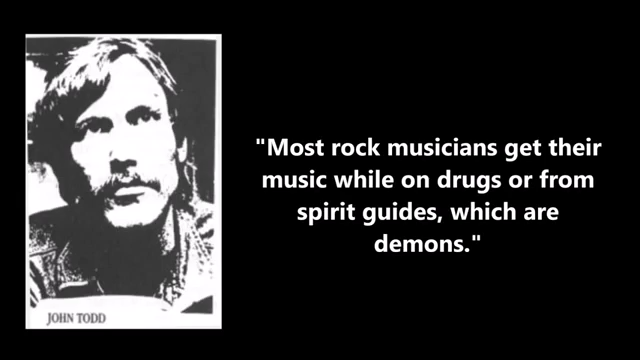 "Most rock musicians get their
music while on drugs or from
spirit guides, which are
demons."
JOHN TODD